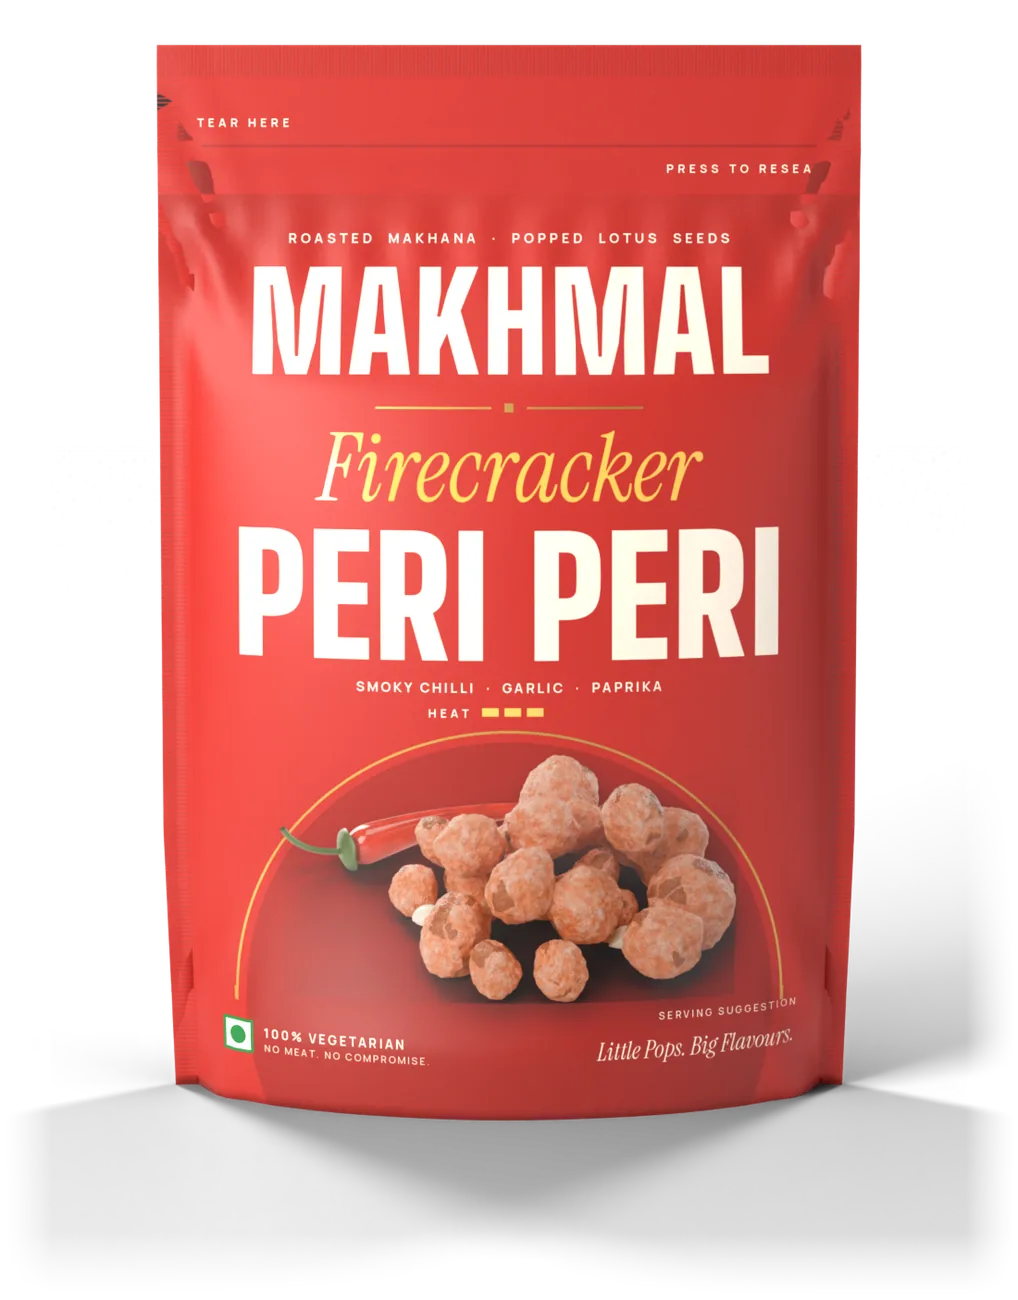 TEAR HERE
PRESS TO RESEA
ROASTED MAKHANA · POPPED LOTUS SEEDS
MAKHMAL
Firecracker
PERI PERI
SMOKY CHILLI · GARLIC · PAPRIKA
HEAT
SERVING SUGGESTION
100% VEGETARIAN
NO MEAT. NO COMPROMISE.
Little Pops. Big Flavours.